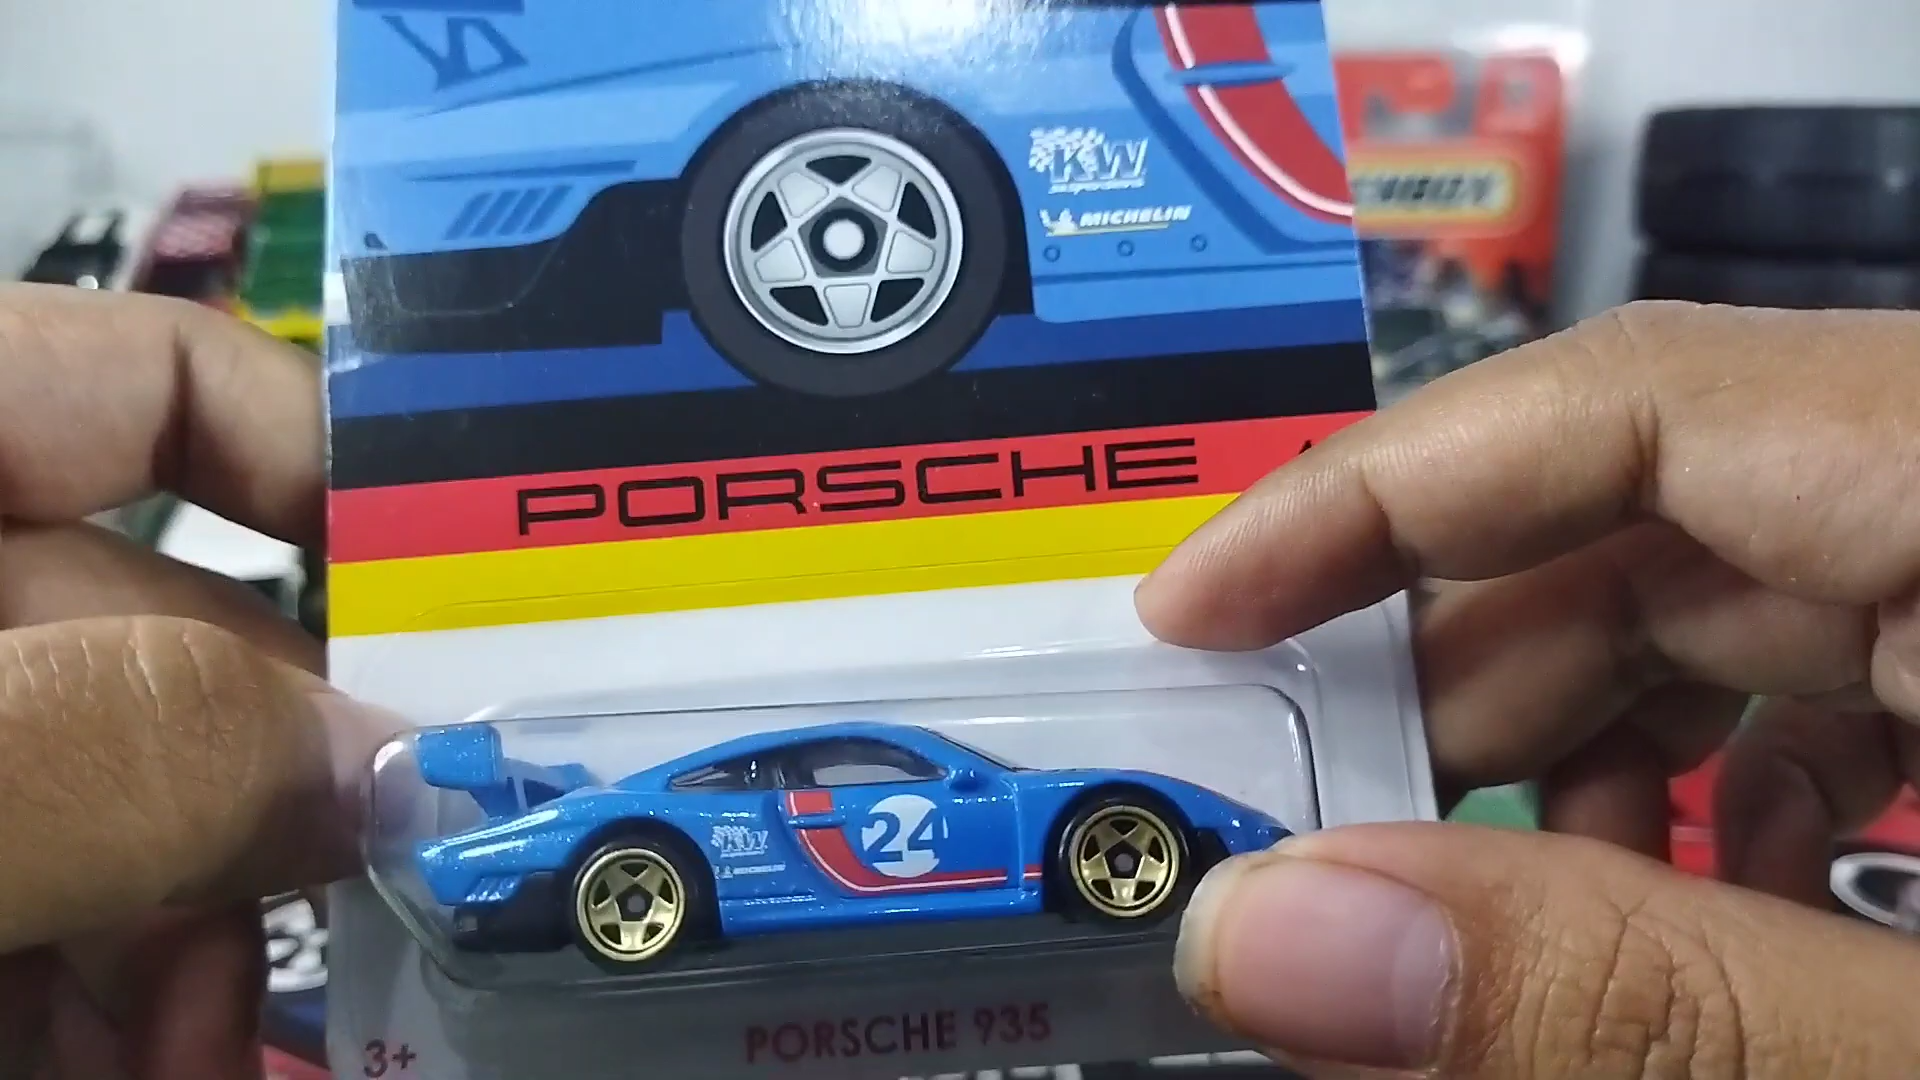 KW
MICHELIN
PORSCHE
24
KW
MICHELIN
PORSCHE 935
3+